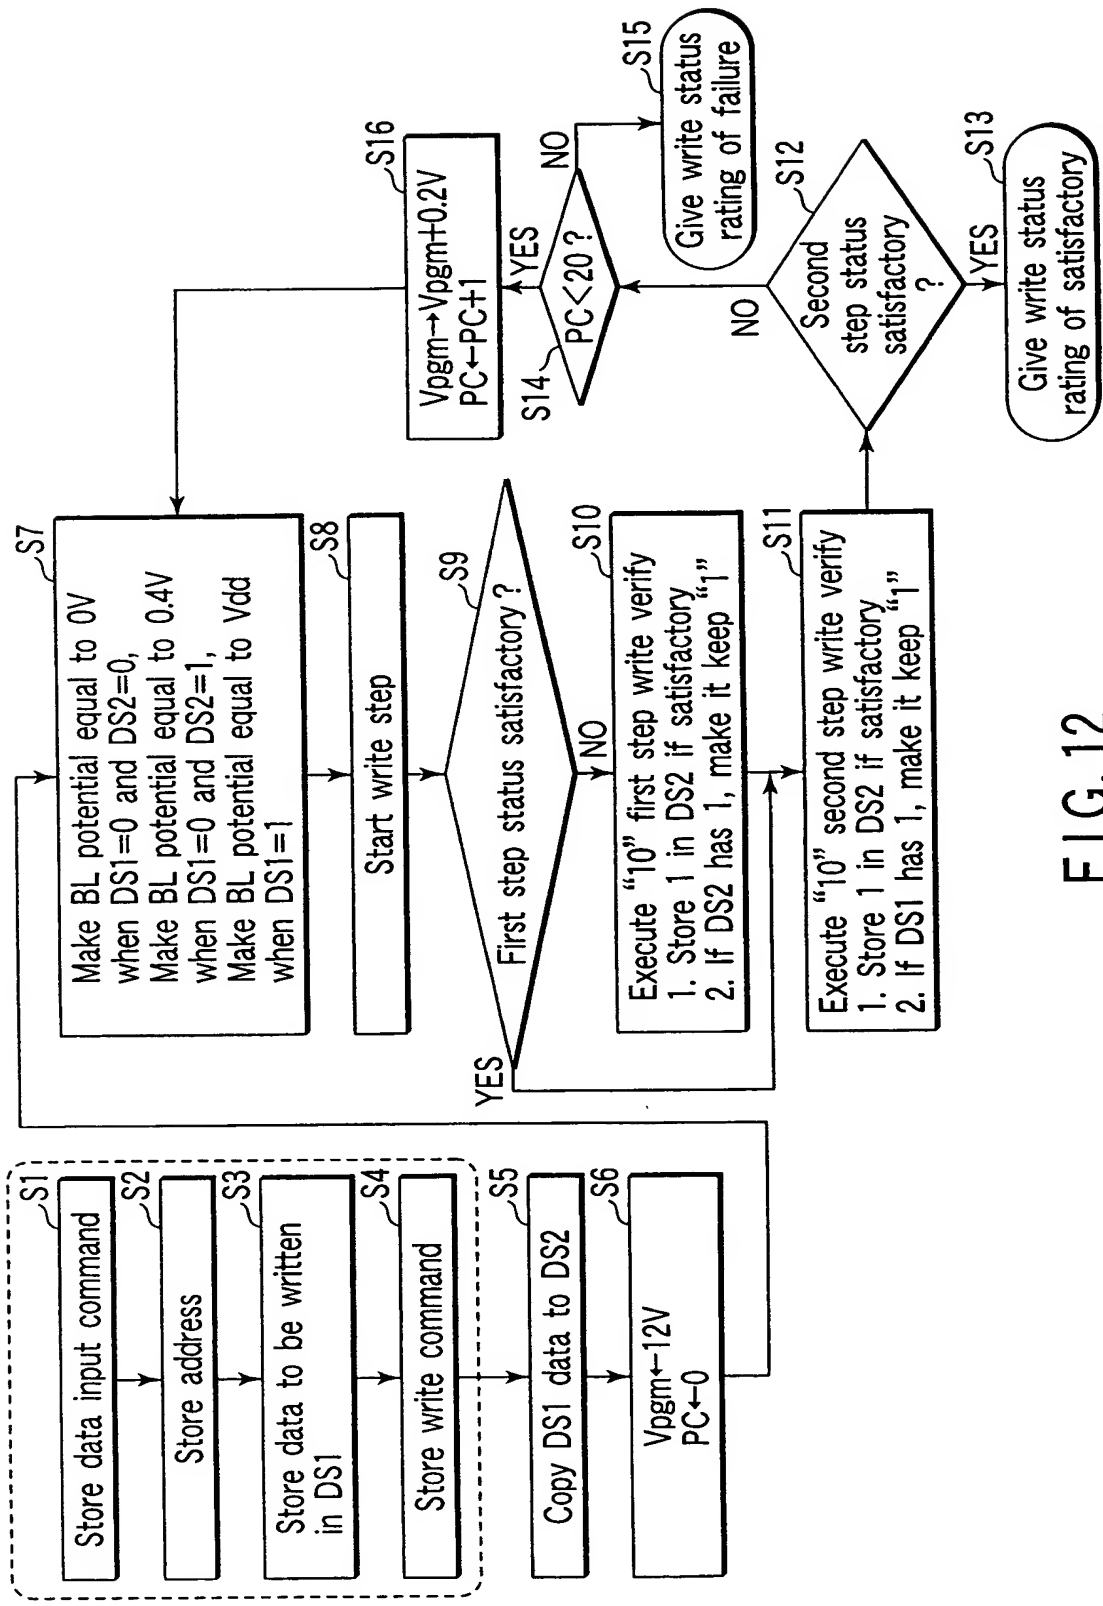 S1
Store data input command
S2
Store address
S3
Store data to be written
in DS1
S4
Store write command
S5
Copy DS1 data to DS2
S6
Vpgm←12V
PC←0
S7
Make BL potential equal to 0V
when DS1=0 and DS2=0,
Make BL potential equal to 0.4V
when DS1=0 and DS2=1,
Make BL potential equal to Vdd
when DS1=1
S8
Start write step
S9
First step status satisfactory?
YES
NO
S10
Execute “10” first step write verify
1. Store 1 in DS2 if satisfactory
2. If DS2 has 1, make it keep “1”
S11
Execute “10” second step write verify
1. Store 1 in DS2 if satisfactory
2. If DS1 has 1, make it keep “1”
S16
Vpgm→Vpgm+0.2V
PC←PC+1
YES
S14
PC<20?
NO
S15
Give write status
rating of failure
NO
S12
Second
step status
satisfactory
?
YES
S13
Give write status
rating of satisfactory
FIG. 12